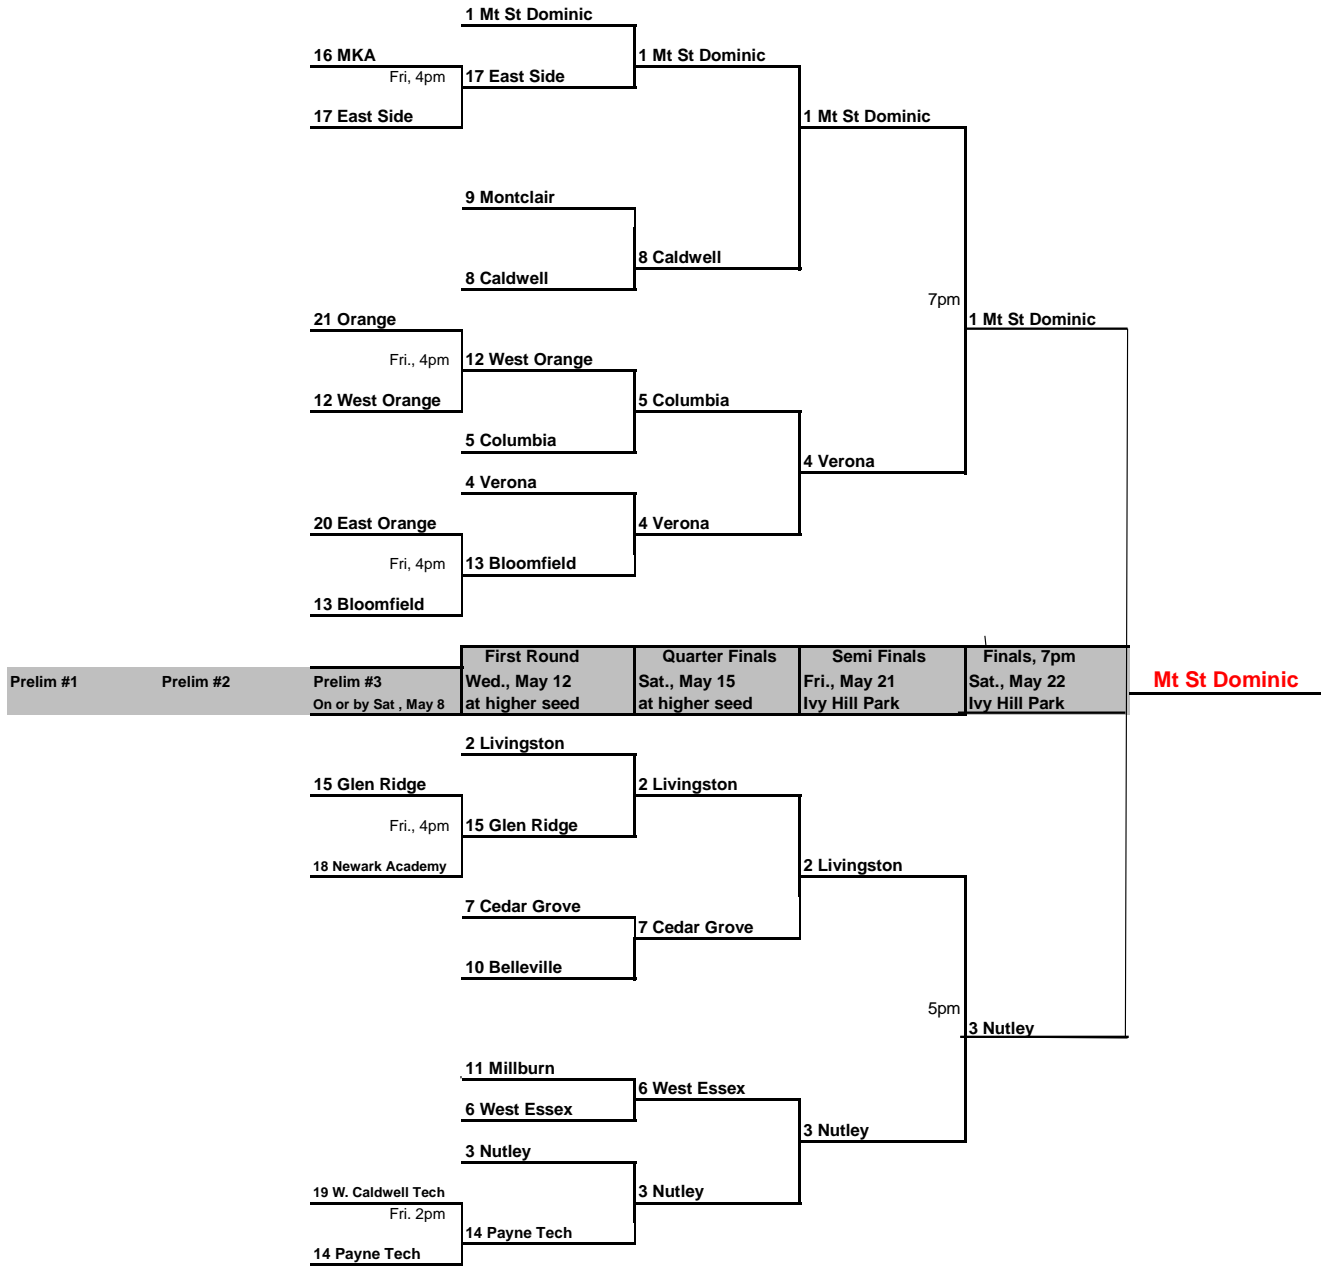 1 Mt St Dominic
16 MKA
1 Mt St Dominic
Fri, 4pm
17 East Side
17 East Side
1 Mt St Dominic
9 Montclair
8 Caldwell
8 Caldwell
7pm
21 Orange
1 Mt St Dominic
Fri., 4pm
12 West Orange
12 West Orange
5 Columbia
5 Columbia
4 Verona
4 Verona
20 East Orange
4 Verona
Fri, 4pm
13 Bloomfield
13 Bloomfield
First Round
Quarter Finals
Semi Finals
Finals, 7pm
Prelim #1
Prelim #2
Prelim #3
Wed., May 12
Sat., May 15
Fri., May 21
Sat., May 22
Mt St Dominic
On or by Sat , May 8
at higher seed
at higher seed
Ivy Hill Park
Ivy Hill Park
2 Livingston
15 Glen Ridge
2 Livingston
Fri., 4pm
15 Glen Ridge
18 Newark Academy
2 Livingston
7 Cedar Grove
7 Cedar Grove
10 Belleville
5pm
3 Nutley
11 Millburn
6 West Essex
6 West Essex
3 Nutley
3 Nutley
19 W. Caldwell Tech
3 Nutley
Fri. 2pm
14 Payne Tech
14 Payne Tech